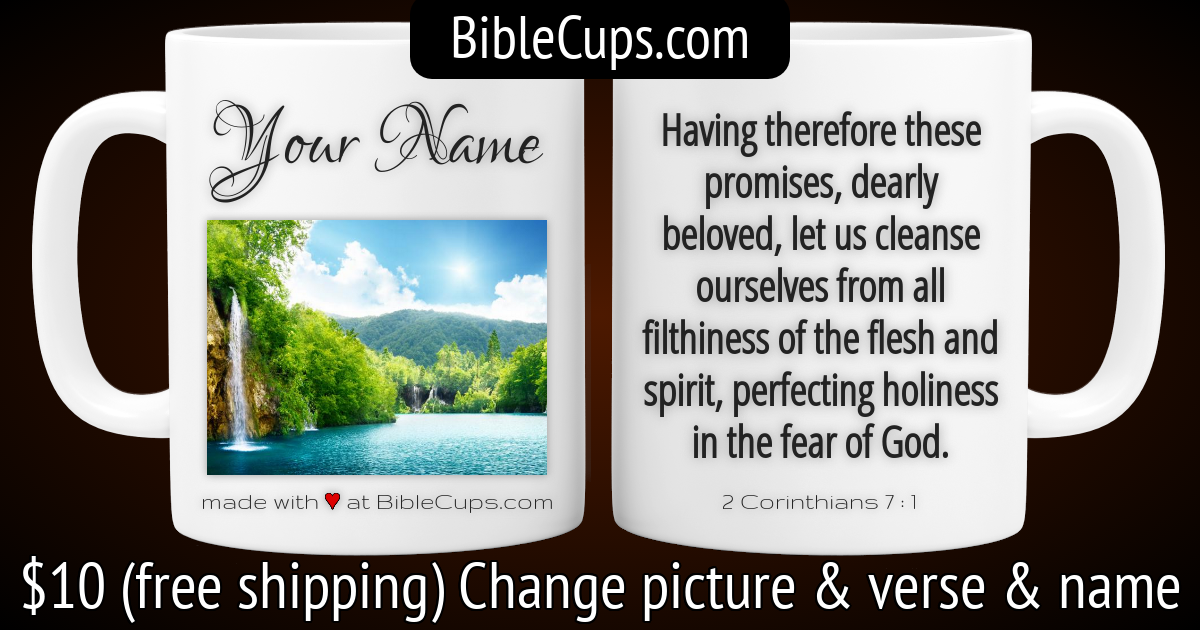 BibleCups.com
Your Name
made with ♥ at BibleCups.com
Having therefore these
promises, dearly
beloved, let us cleanse
ourselves from all
filthiness of the flesh and
spirit, perfecting holiness
in the fear of God.
2 Corinthians 7 : 1
$10 (free shipping) Change picture & verse & name